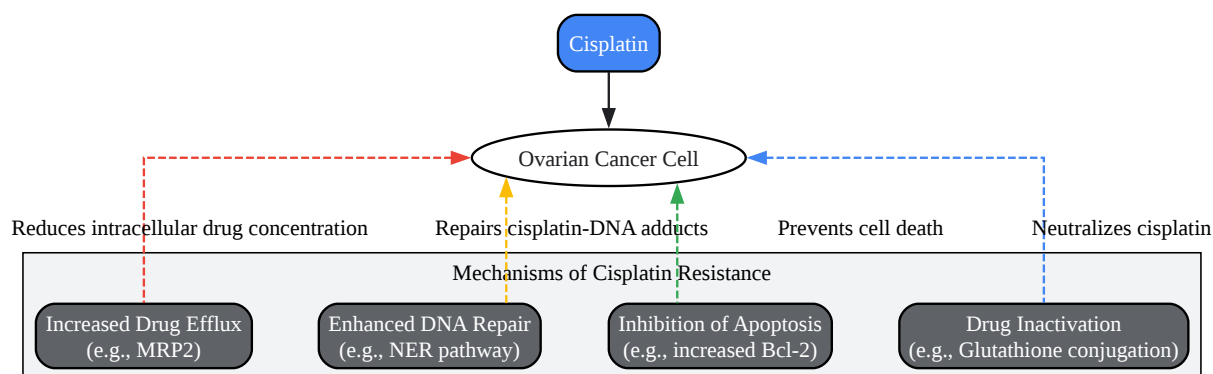 Cisplatin
Ovarian Cancer Cell
Reduces intracellular drug concentration
Repairs cisplatin-DNA adducts
Prevents cell death
Neutralizes cisplatin
Mechanisms of Cisplatin Resistance
Increased Drug Efflux
(e.g., MRP2)
Enhanced DNA Repair
(e.g., NER pathway)
Inhibition of Apoptosis
(e.g., increased Bcl-2)
Drug Inactivation
(e.g., Glutathione conjugation)